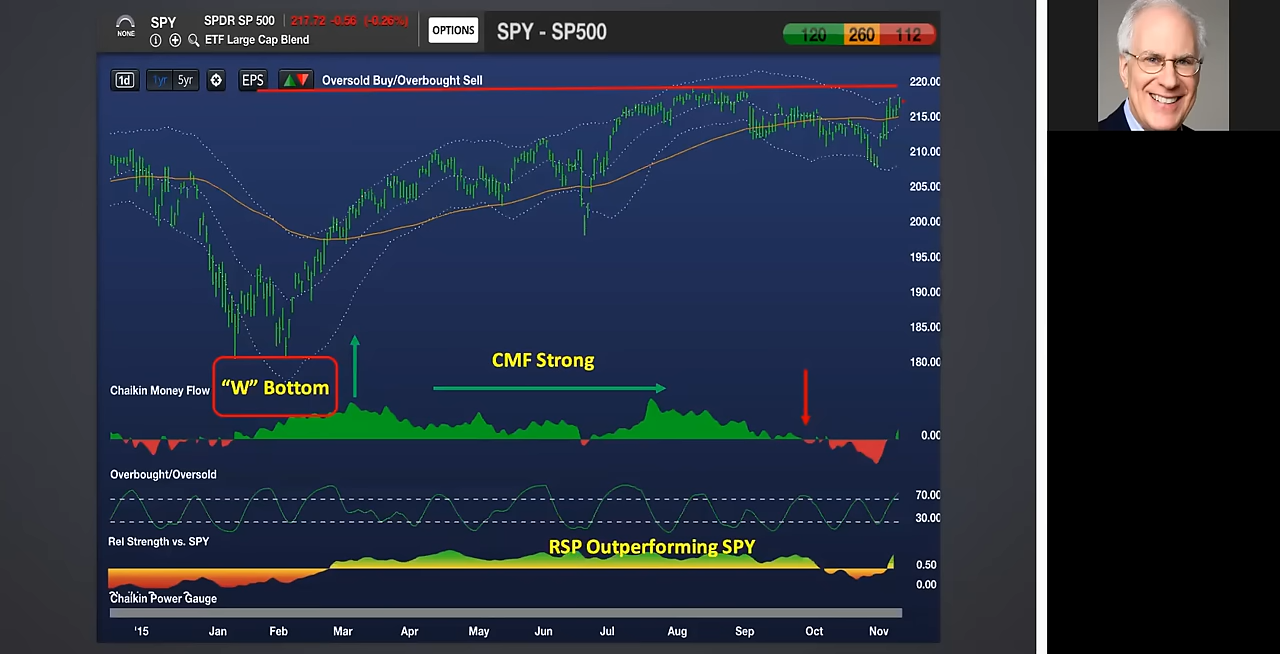 NONE
SPY
SPDR SP 500
217.72 -0.56 (-0.26%)
ETF Large Cap Blend
OPTIONS
SPY - SP500
120 260 112
1d
1yr 5yr
EPS
Oversold Buy/Overbought Sell
220.00
215.00
210.00
205.00
200.00
195.00
190.00
185.00
180.00
CMF Strong
Chaikin Money Flow
“W” Bottom
0.00
Overbought/Oversold
70.00
30.00
Rel Strength vs. SPY
RSP Outperforming SPY
0.50
0.00
Chaikin Power Gauge
'15 Jan Feb Mar Apr May Jun Jul Aug Sep Oct Nov